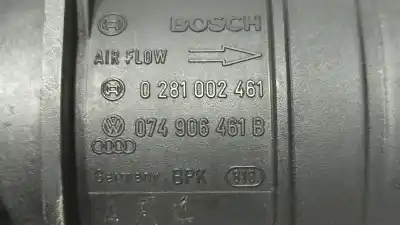 BOSCH
AIR FLOW
0 281 002 461
074 906 461 B
Germany BPK